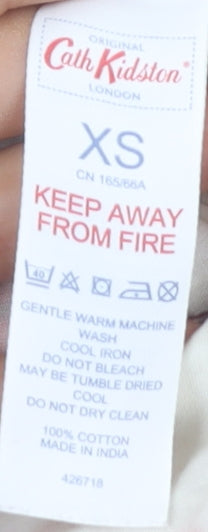 ORIGINAL
Cath Kidston
LONDON
XS
CN 165/66A
KEEP AWAY
FROM FIRE
40
GENTLE WARM MACHINE
WASH
COOL IRON
DO NOT BLEACH
MAY BE TUMBLE DRIED
COOL
DO NOT DRY CLEAN
100% COTTON
MADE IN INDIA
426718